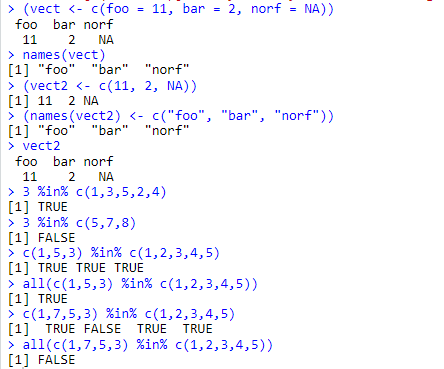 > (vect <- c(foo = 11, bar = 2, norf = NA))
 foo  bar norf
  11    2   NA
> names(vect)
[1] "foo"  "bar"  "norf"
> (vect2 <- c(11, 2, NA))
[1] 11  2 NA
> (names(vect2) <- c("foo", "bar", "norf"))
[1] "foo"  "bar"  "norf"
> vect2
 foo  bar norf
  11    2   NA
> 3 %in% c(1,3,5,2,4)
[1] TRUE
> 3 %in% c(5,7,8)
[1] FALSE
> c(1,5,3) %in% c(1,2,3,4,5)
[1] TRUE TRUE TRUE
> all(c(1,5,3) %in% c(1,2,3,4,5))
[1] TRUE
> c(1,7,5,3) %in% c(1,2,3,4,5)
[1]  TRUE FALSE  TRUE  TRUE
> all(c(1,7,5,3) %in% c(1,2,3,4,5))
[1] FALSE